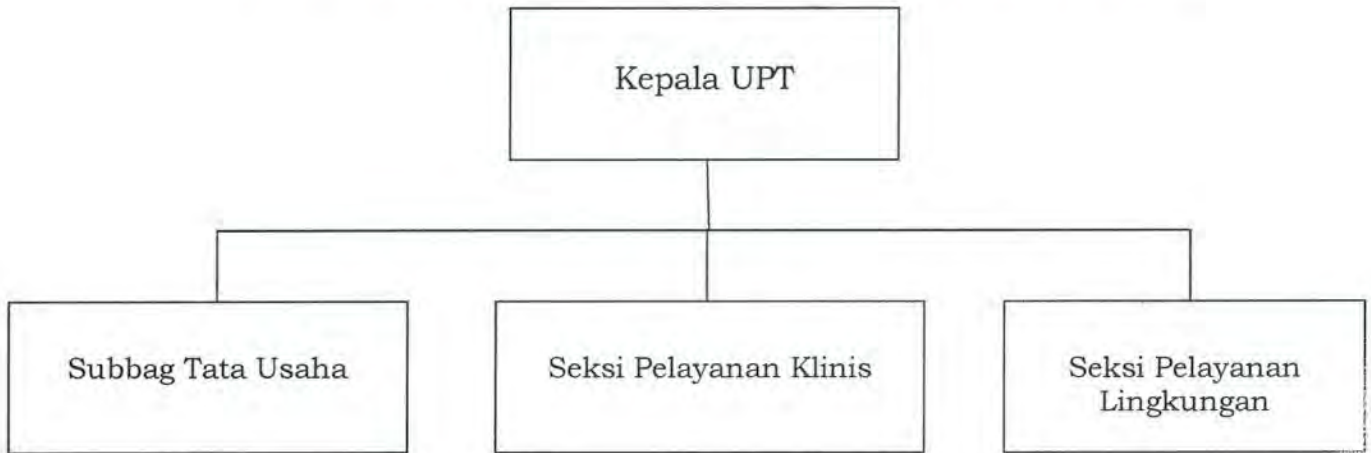 Kepala UPT
Subbag Tata Usaha
Seksi Pelayanan Klinis
Seksi Pelayanan
Lingkungan